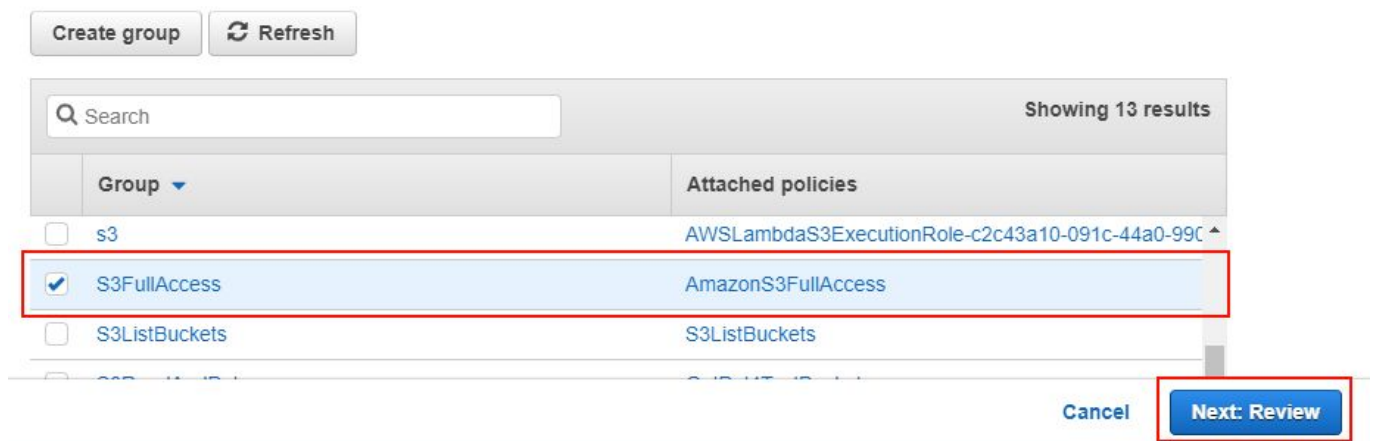 Create group Refresh
Search Showing 13 results
Group Attached policies
s3 AWSLambdaS3ExecutionRole-c2c43a10-091c-44a0-990
S3FullAccess AmazonS3FullAccess
S3ListBuckets S3ListBuckets
Cancel Next: Review